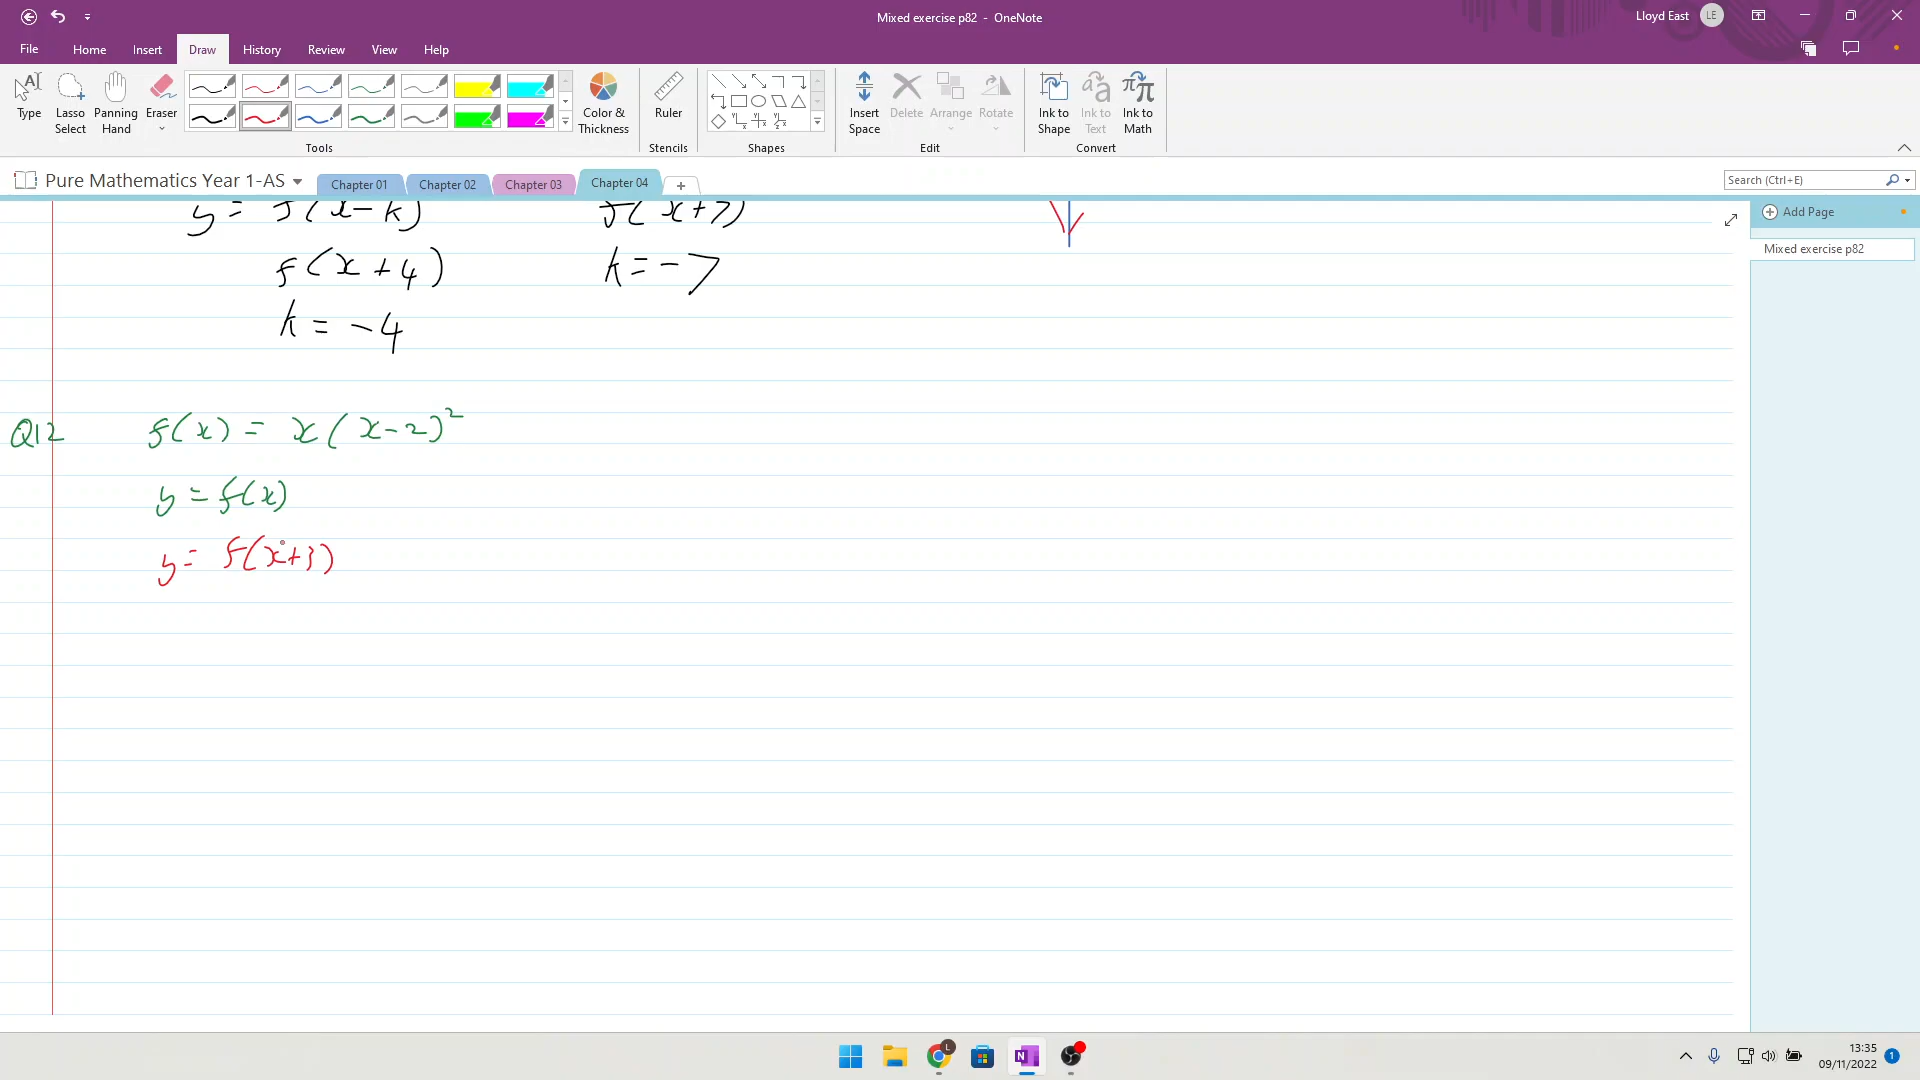 Mixed exercise p82 - OneNote
Lloyd East LE
File Home Insert Draw History Review View Help
Type
Lasso Select
Panning Hand
Eraser
Color & Thickness
Ruler
Insert Space
Delete
Arrange
Rotate
Ink to Shape
Ink to Text
Ink to Math
Tools Stencils Shapes Edit Convert
Pure Mathematics Year 1-AS Chapter 01 Chapter 02 Chapter 03 Chapter 04
Search (Ctrl+E)
Add Page
Mixed exercise p82
y = f(x-k) f(x+7)
f(x+4) k=-7
k = -4
Q12 f(x) = x(x-2)²
y = f(x)
y = f(x+3)
13:35
09/11/2022
1